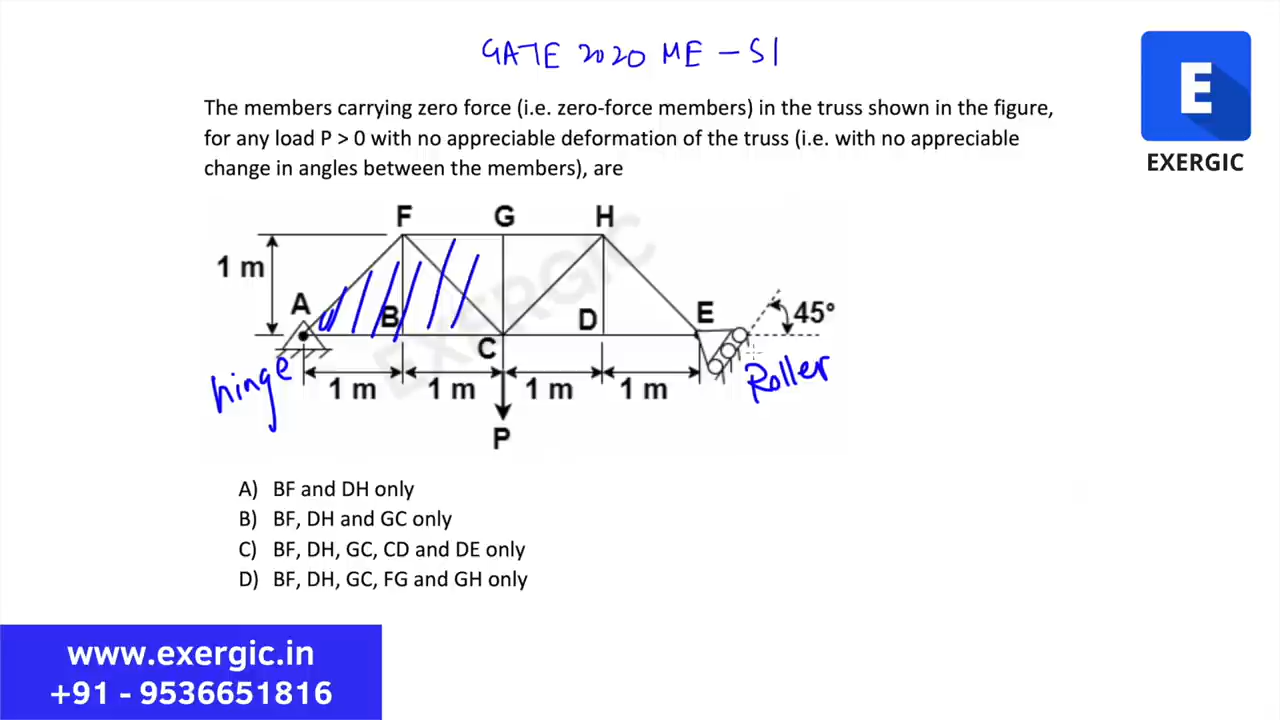 GATE 2020 ME - S1
E
EXERGIC
The members carrying zero force (i.e. zero-force members) in the truss shown in the figure,
for any load P > 0 with no appreciable deformation of the truss (i.e. with no appreciable
change in angles between the members), are
F G H
1 m
A B C D E 45°
hinge Roller
1 m 1 m 1 m 1 m
P
EXERGIC
A) BF and DH only
B) BF, DH and GC only
C) BF, DH, GC, CD and DE only
D) BF, DH, GC, FG and GH only
www.exergic.in
+91 - 9536651816